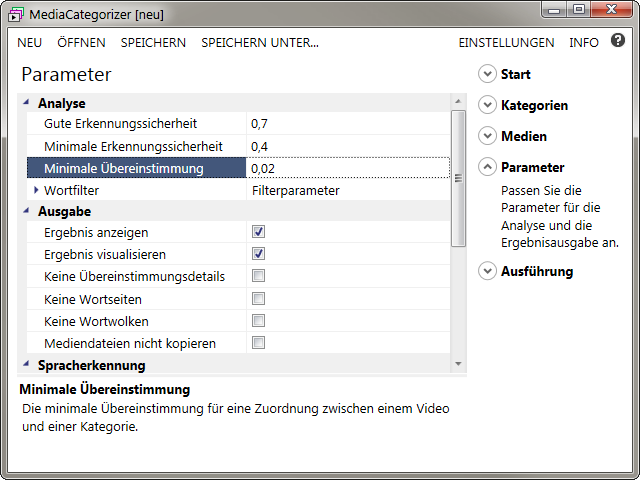 MediaCategorizer [neu]
NEU ÖFFNEN SPEICHERN SPEICHERN UNTER... EINSTELLUNGEN INFO ?
Parameter
Analyse
Gute Erkennungssicherheit 0,7
Minimale Erkennungssicherheit 0,4
Minimale Übereinstimmung 0,02
Wortfilter Filterparameter
Ausgabe
Ergebnis anzeigen
Ergebnis visualisieren
Keine Übereinstimmungsdetails
Keine Wortseiten
Keine Wortwolken
Mediendateien nicht kopieren
Spracherkennung
Minimale Übereinstimmung
Die minimale Übereinstimmung für eine Zuordnung zwischen einem Video
und einer Kategorie.
Start
Kategorien
Medien
Parameter
Passen Sie die
Parameter für die
Analyse und die
Ergebnisausgabe an.
Ausführung